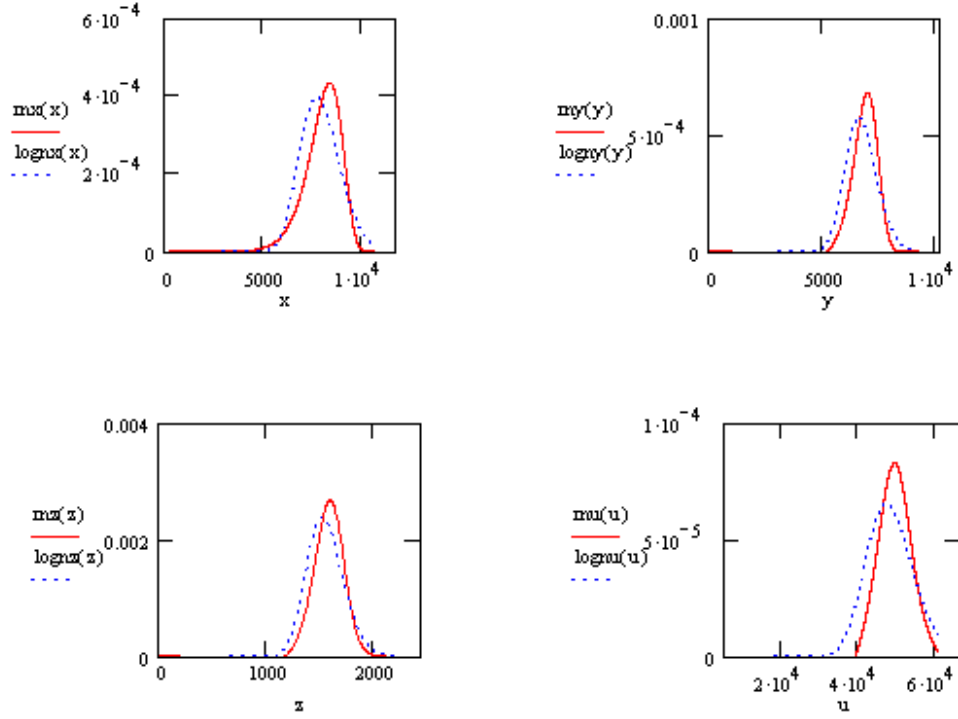 6·10⁻⁴
4·10⁻⁴
2·10⁻⁴
0
mx(x)
lognx(x)
0 5000 1·10⁴
x
0.001
5·10⁻⁴
0
my(y)
logny(y)
0 5000 1·10⁴
y
0.004
0.002
0
mz(z)
lognz(z)
0 1000 2000
z
1·10⁻⁴
5·10⁻⁵
0
mu(u)
lognu(u)
2·10⁴ 4·10⁴ 6·10⁴
u